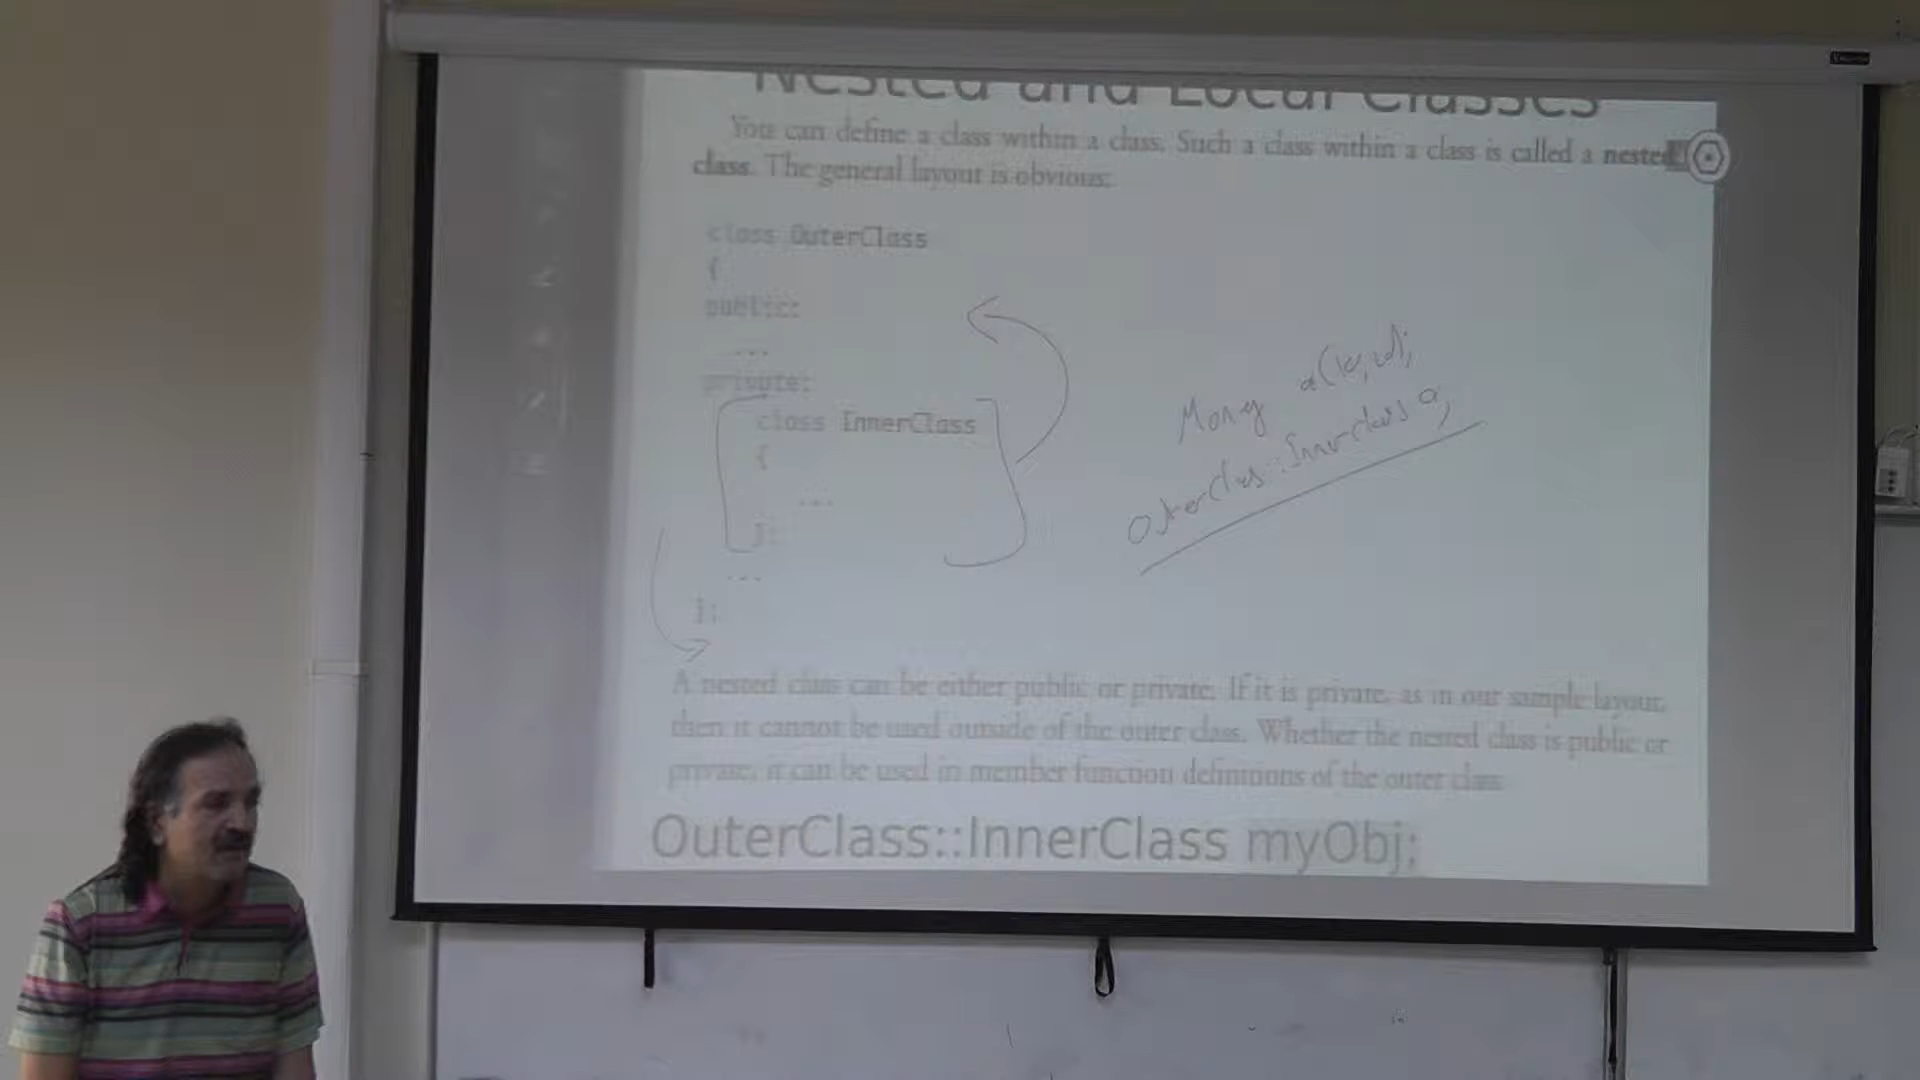 Nested and Local Classes
You can define a class within a class. Such a class within a class is called a nested
class. The general layout is obvious:
class OuterClass
{
public:
...
private:
class InnerClass
{
...
};
...
};
Money a(10,20);
OuterClass::InnerClass a;
A nested class can be either public or private. If it is private, as in our sample layout,
then it cannot be used outside of the outer class. Whether the nested class is public or
private, it can be used in member function definitions of the outer class.
OuterClass::InnerClass myObj;